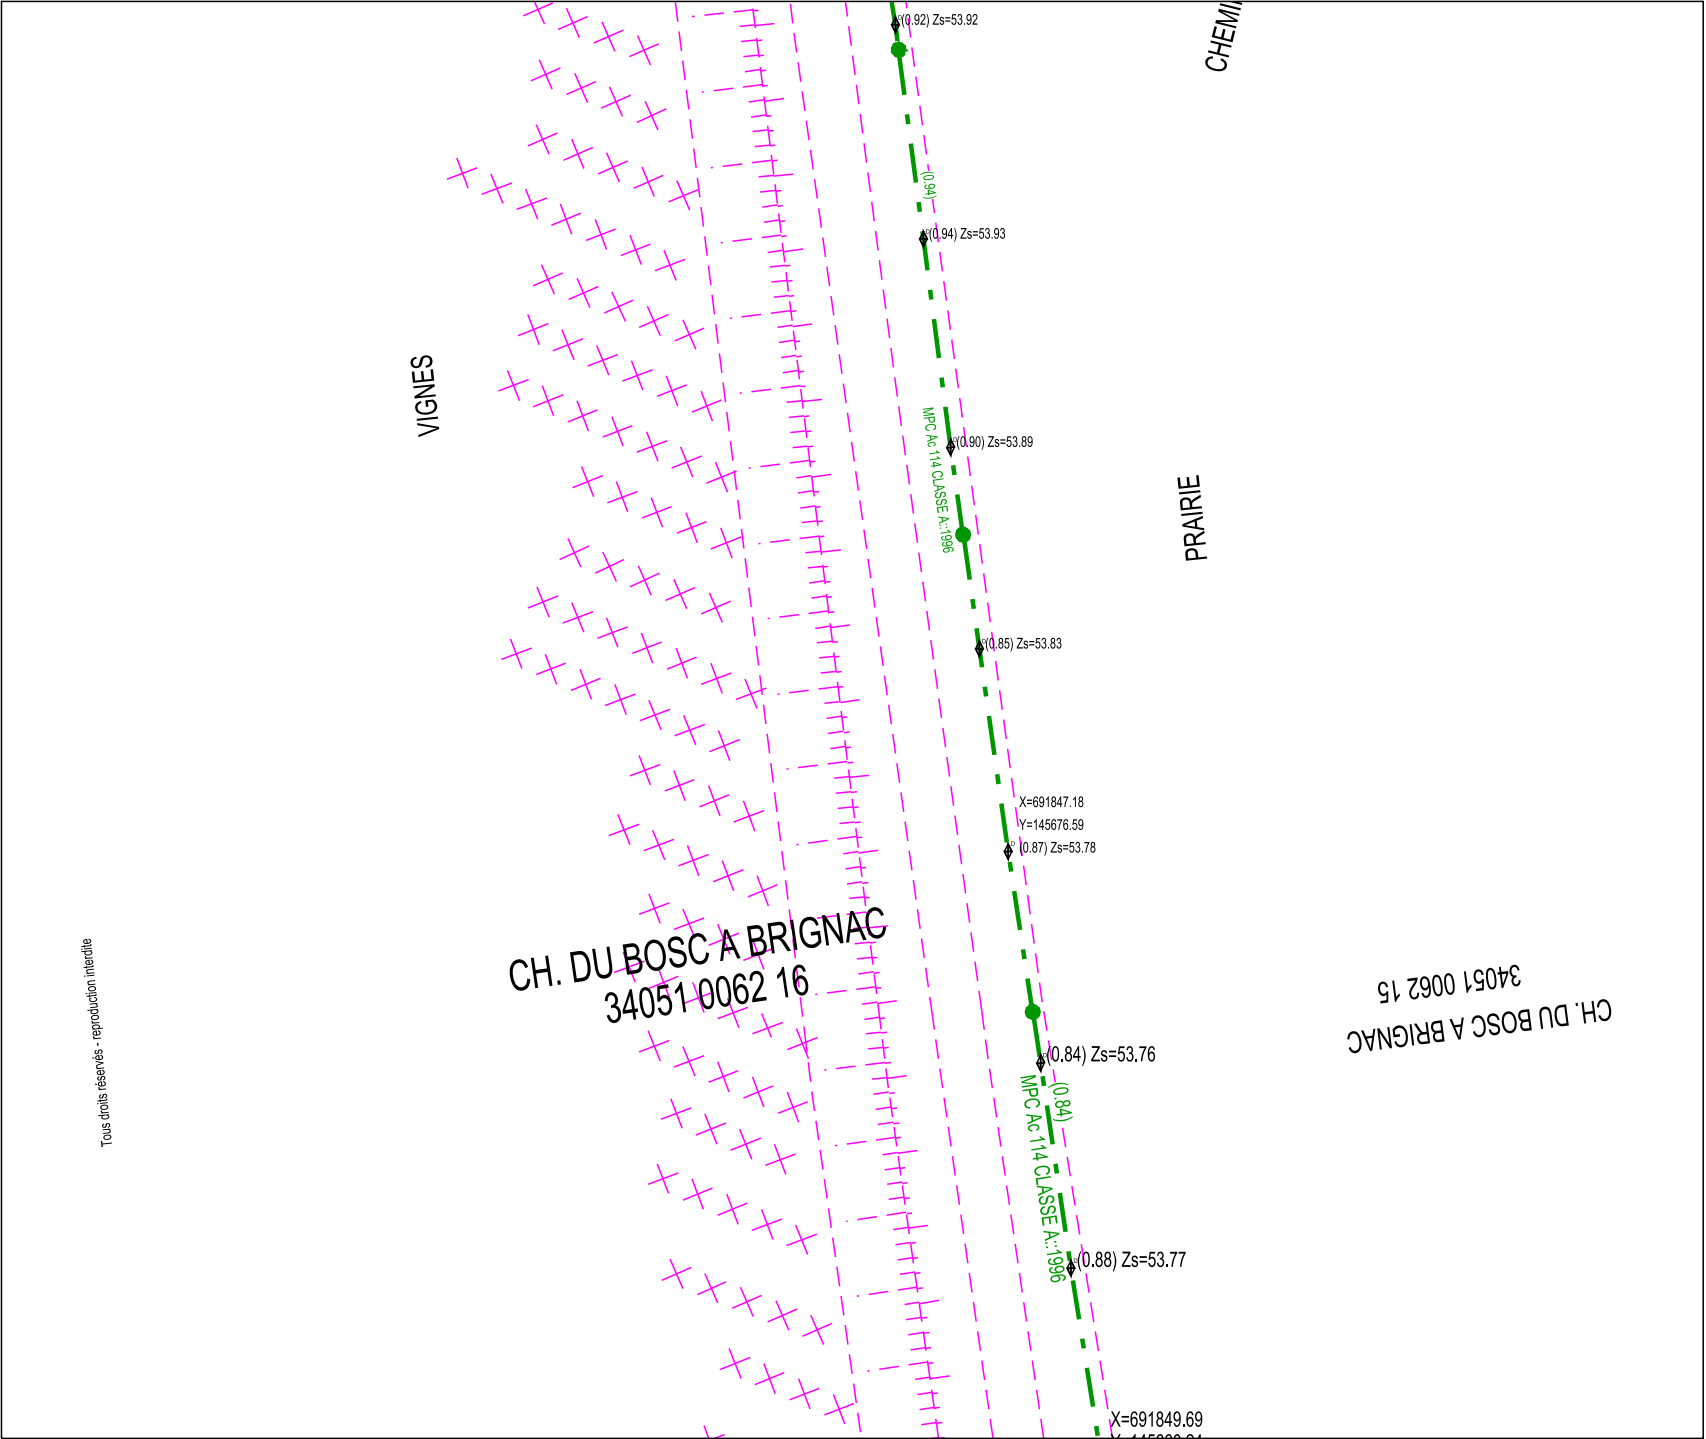 (0.92) Zs=53.92
CHEMI
(0.94)
(0.94) Zs=53.93
VIGNES
MPC Ac 114 CLASSE A::1996
(0.90) Zs=53.89
PRAIRIE
(0.85) Zs=53.83
X=691847.18
Y=145676.59
(0.87) Zs=53.78
CH. DU BOSC A BRIGNAC
34051 0062 16
Tous droits réservés - reproduction interdite
CH. DU BOSC A BRIGNAC
34051 0062 15
(0.84) Zs=53.76
(0.84)
MPC Ac 114 CLASSE A::1996
(0.88) Zs=53.77
X=691849.69